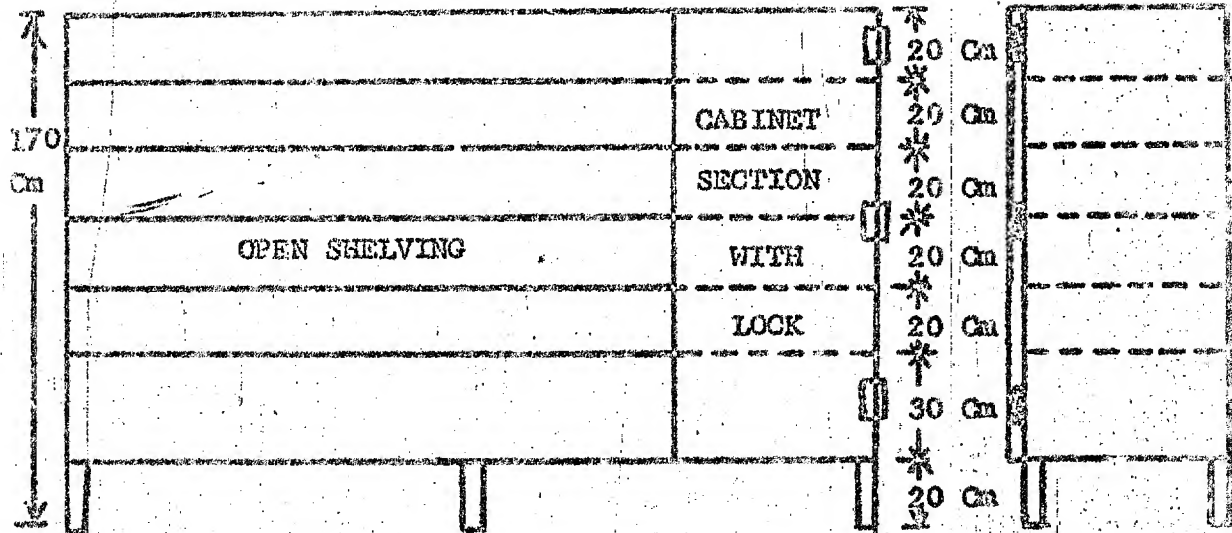 20 Cm
CABINET
20 Cm
170
Cm
SECTION
20 Cm
OPEN SHELVING
WITH
20 Cm
LOCK
20 Cm
30 Cm
20 Cm